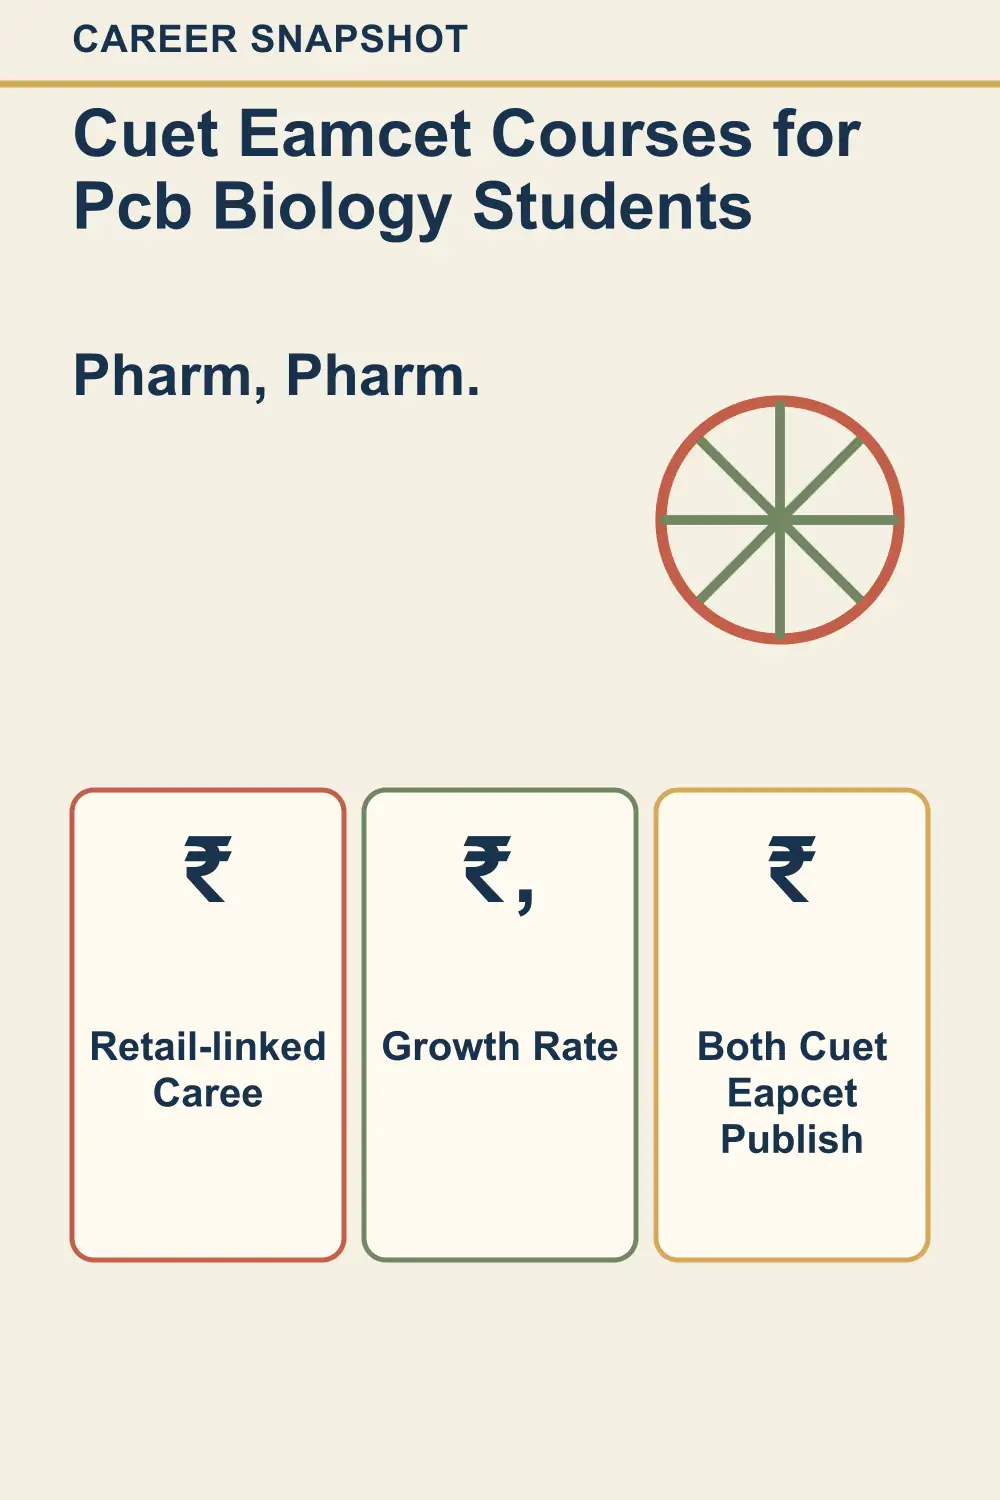 CAREER SNAPSHOT
Cuet Eamcet Courses for
Pcb Biology Students
Pharm, Pharm.
₹
Retail-linked
Caree
₹,
Growth Rate
₹
Both Cuet
Eapcet
Publish